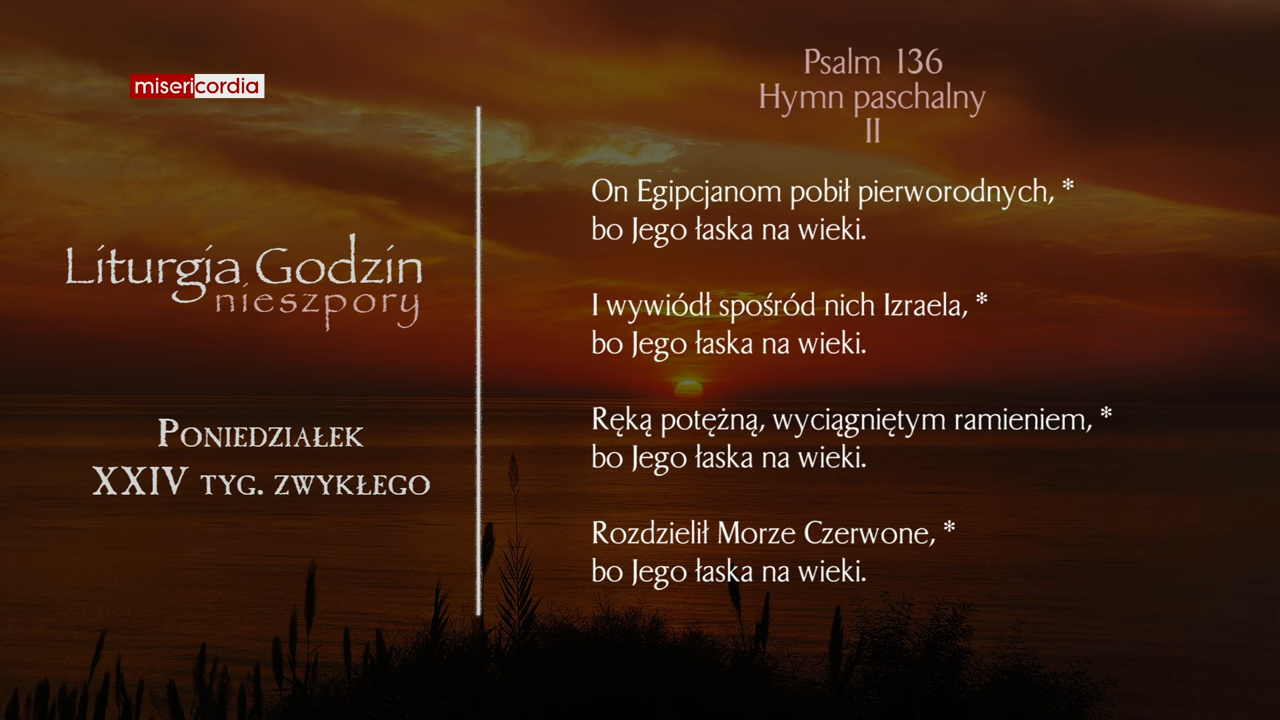 misericordia
Liturgia Godzin
nieszpory
Poniedziałek
XXIV tyg. zwykłego
Psalm 136
Hymn paschalny
II
On Egipcjanom pobił pierworodnych, *
bo Jego łaska na wieki.
I wywiódł spośród nich Izraela, *
bo Jego łaska na wieki.
Ręką potężną, wyciągniętym ramieniem, *
bo Jego łaska na wieki.
Rozdzielił Morze Czerwone, *
bo Jego łaska na wieki.